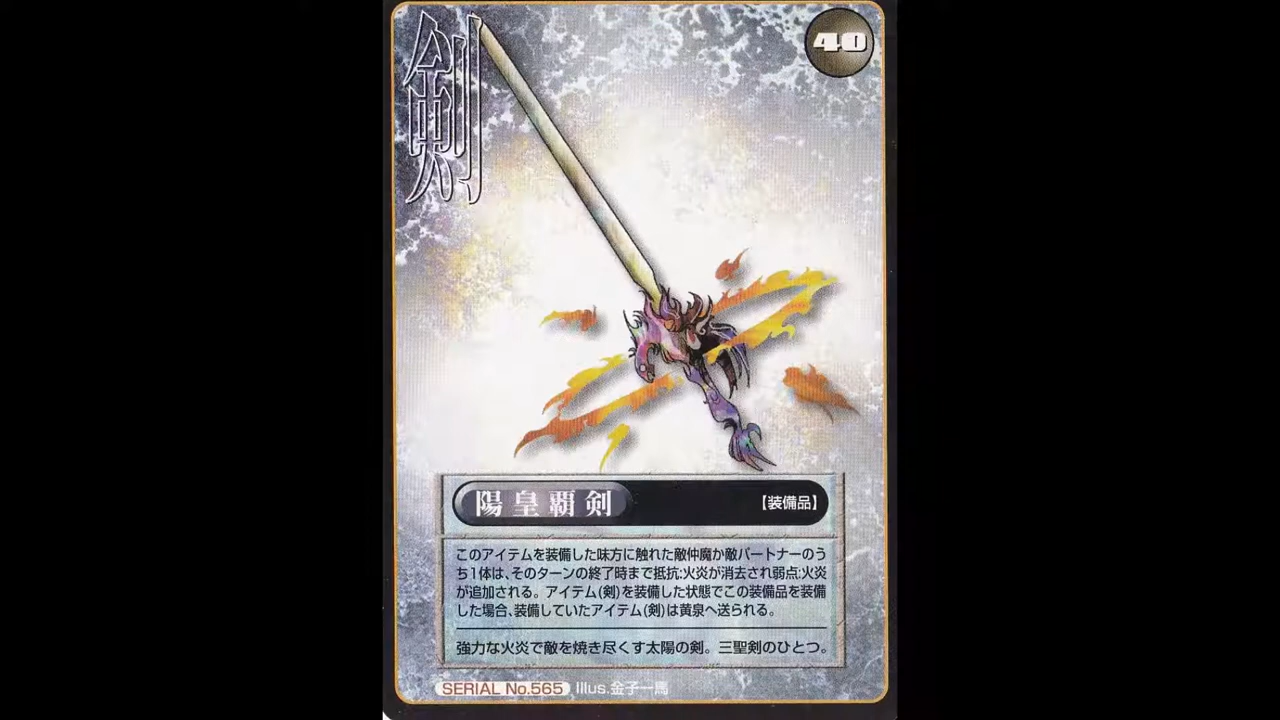 剣
40
陽皇覇剣
【装備品】
このアイテムを装備した味方に触れた敵仲魔か敵パートナーのう
ち1体は、そのターンの終了時まで抵抗:火炎が消去され弱点:火炎
が追加される。アイテム(剣)を装備した状態でこの装備品を装備
した場合、装備していたアイテム(剣)は黄泉へ送られる。
強力な火炎で敵を焼き尽くす太陽の剣。三聖剣のひとつ。
SERIAL No.565 Illus.金子一馬